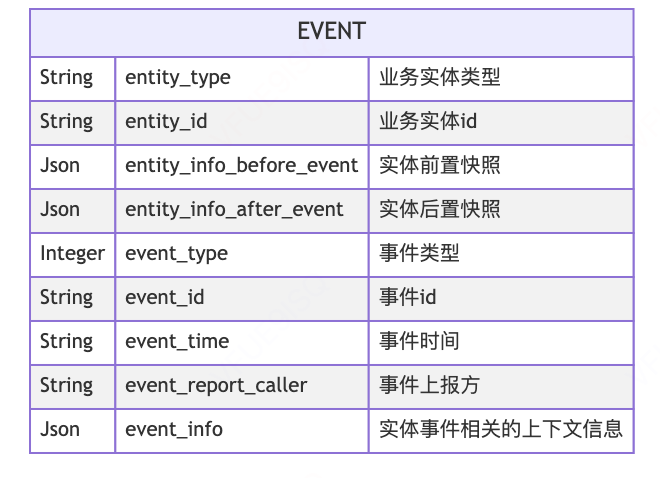 EVENT
String entity_type 业务实体类型
String entity_id 业务实体id
Json entity_info_before_event 实体前置快照
Json entity_info_after_event 实体后置快照
Integer event_type 事件类型
String event_id 事件id
String event_time 事件时间
String event_report_caller 事件上报方
Json event_info 实体事件相关的上下文信息